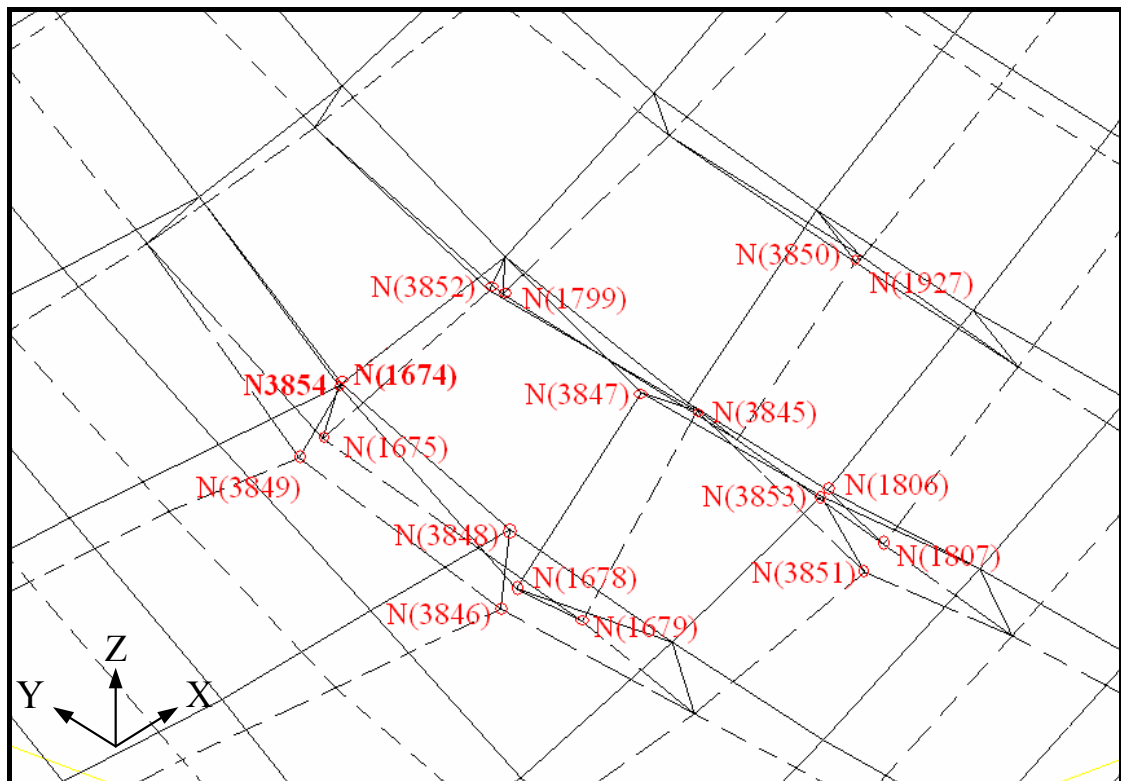 N(3850)
N(1927)
N(3852)
N(1799)
N3854 N(1674)
N(3847)
N(3845)
N(1675)
N(3849)
N(3853)
N(1806)
N(3848)
N(1807)
N(1678)
N(3851)
N(3846)
N(1679)
Z
Y
X